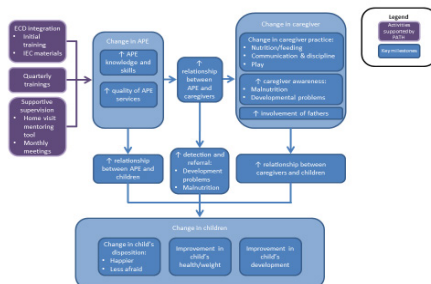 ECD integration
• Initial
training
• IEC materials
Quarterly
trainings
Supportive
supervision
• Home visit
mentoring
tool
• Monthly
meetings
Change in APE
↑ APE
knowledge and
skills
↑ quality of APE
services
↑
relationship
between
APE and
caregivers
Change in caregiver
Change in caregiver practice:
• Nutrition/feeding
• Communication & discipline
• Play
↑ caregiver awareness:
• Malnutrition
• Developmental problems
↑ involvement of fathers
Legend
Activities
supported by
PATH
Key milestones
↑ relationship
between APE and
children
↑ detection and
referral:
• Development
problems
• Malnutrition
↑ relationship between
caregivers and children
Change in children
Change in child's
disposition:
• Happier
• Less afraid
Improvement in
child's
health/weight
Improvement in
child's
development